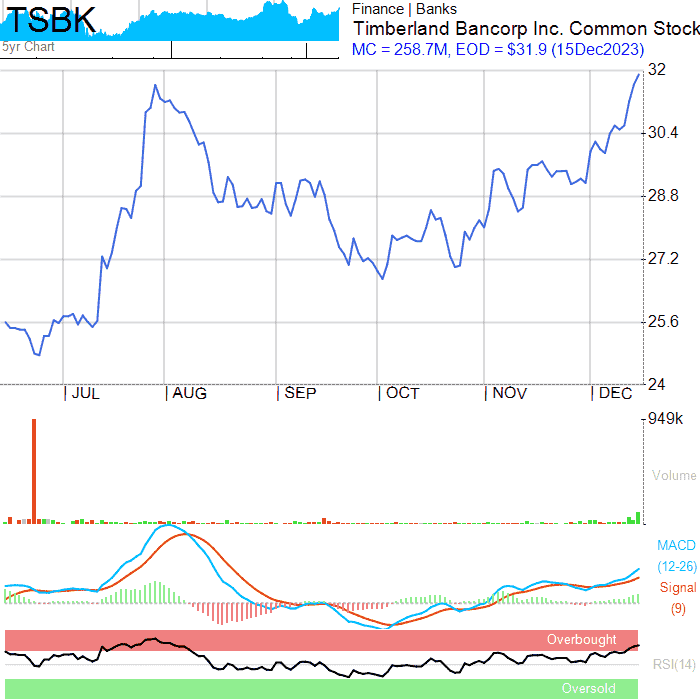 TSBK
5yr Chart
Finance | Banks
Timberland Bancorp Inc. Common Stock
MC = 258.7M, EOD = $31.9 (15Dec2023)
32
30.4
28.8
27.2
25.6
24
JUL
AUG
SEP
OCT
NOV
DEC
949k
Volume
MACD
(12-26)
Signal
(9)
Overbought
RSI(14)
Oversold